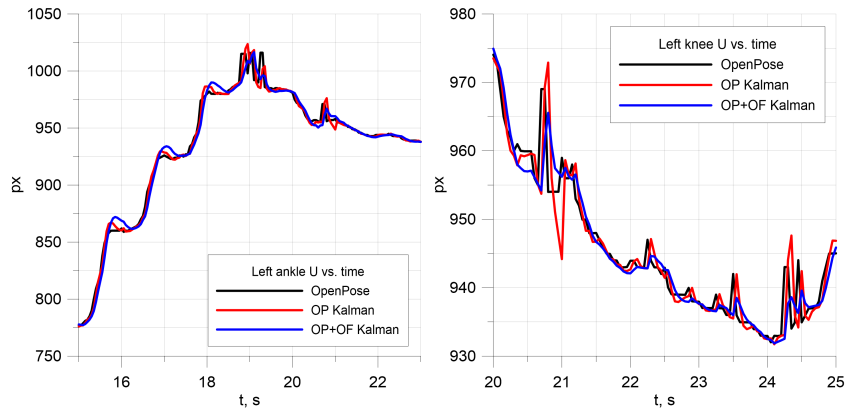 1050
1000
950
900
850
800
750
px
16
18
20
22
t, s
Left ankle U vs. time
OpenPose
OP Kalman
OP+OF Kalman
980
970
960
950
940
930
px
20
21
22
23
24
25
t, s
Left knee U vs. time
OpenPose
OP Kalman
OP+OF Kalman